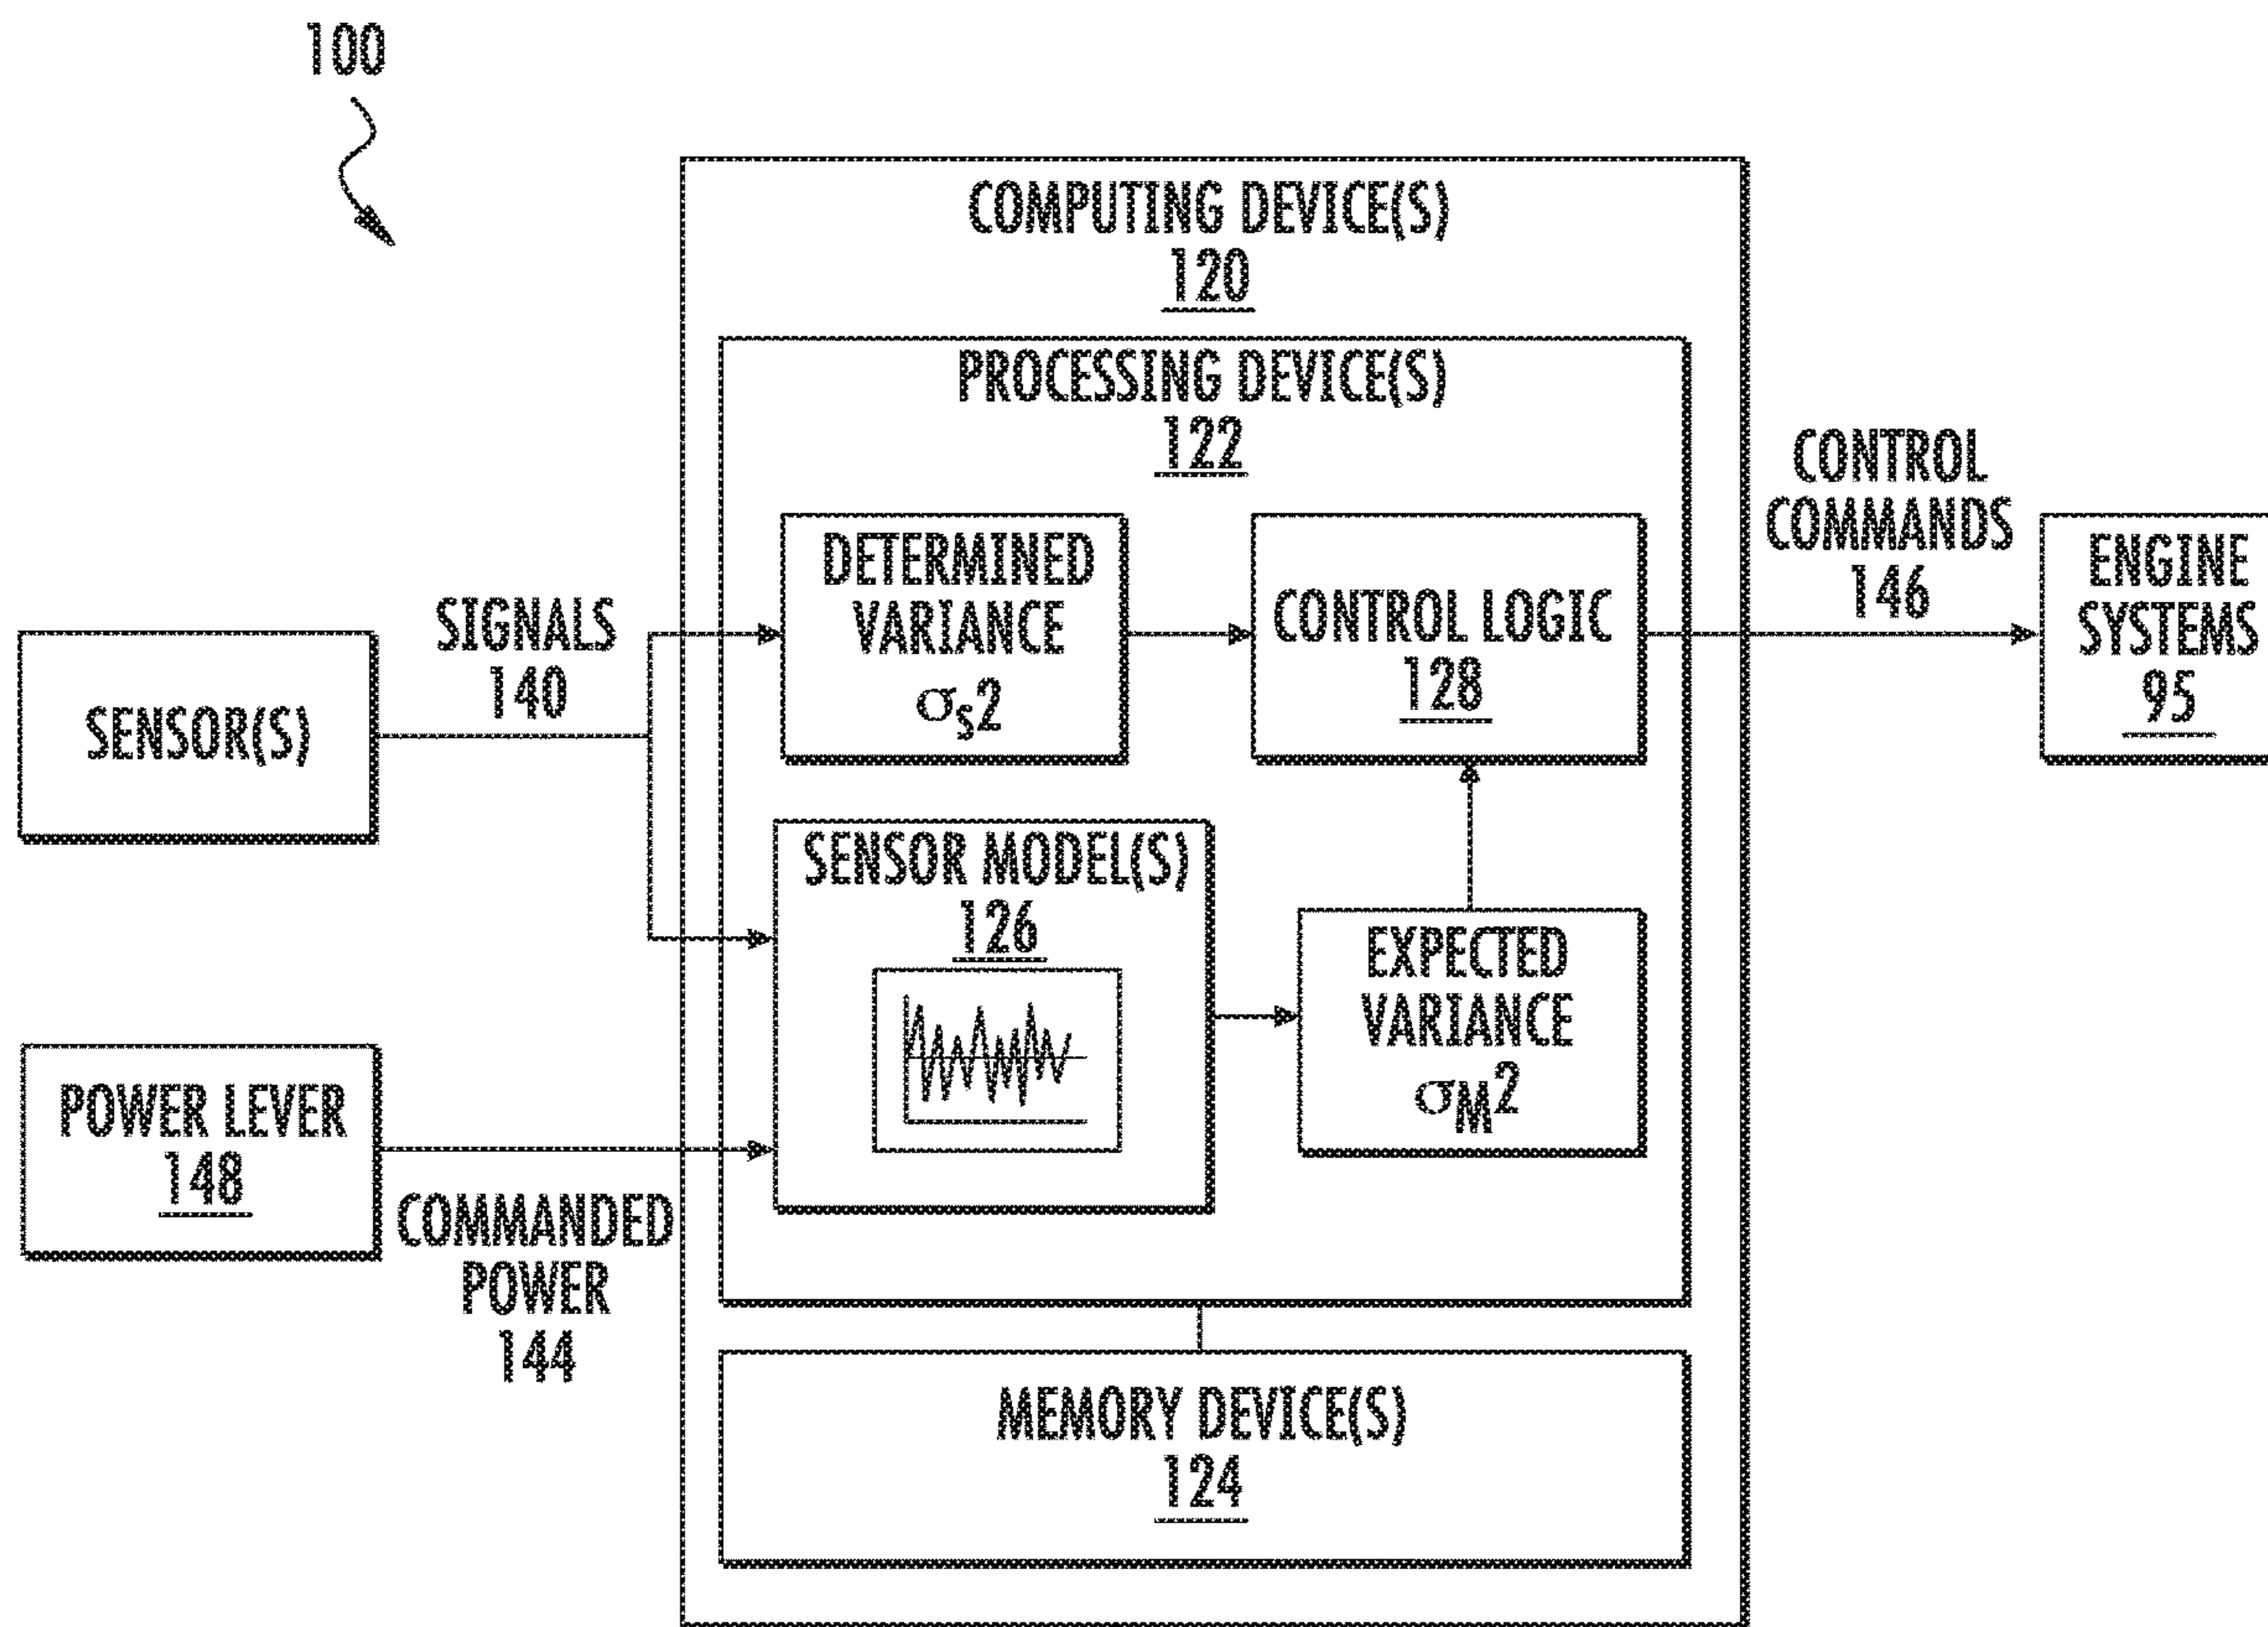 100
COMPUTING DEVICE(S)
120
PROCESSING DEVICE(S)
122
DETERMINED
VARIANCE
σS2
CONTROL LOGIC
128
CONTROL
COMMANDS
146
ENGINE
SYSTEMS
95
SIGNALS
140
SENSOR(S)
SENSOR MODEL(S)
126
EXPECTED
VARIANCE
σM2
POWER LEVER
148
COMMANDED
POWER
144
MEMORY DEVICE(S)
124